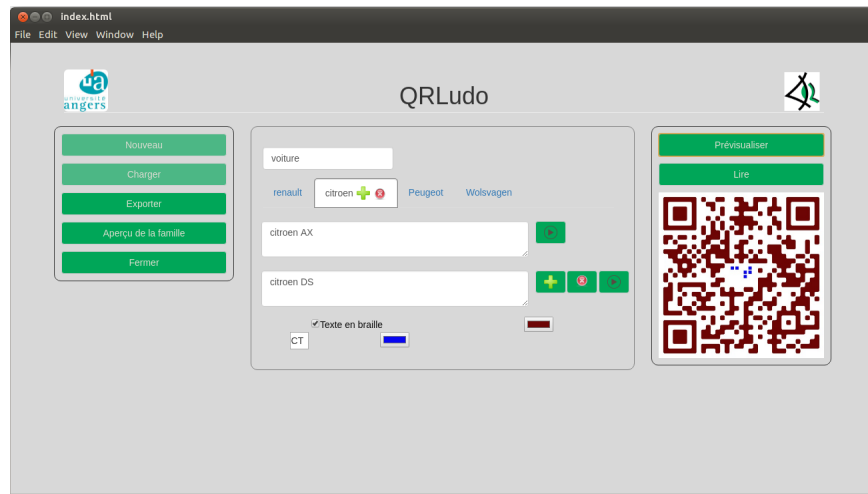 index.html
File Edit View Window Help
université
angers
QRLudo
Nouveau
Charger
Exporter
Aperçu de la famille
Fermer
voiture
renault citroen Peugeot Wolsvagen
citroen AX
citroen DS
Texte en braille
CT
Prévisualiser
Lire